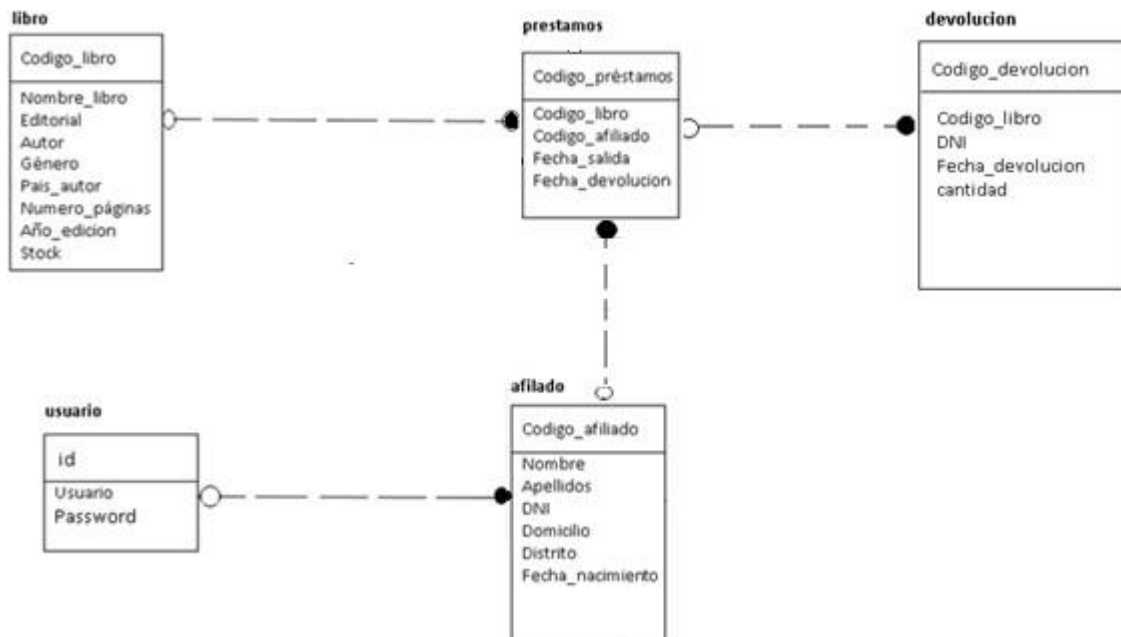 libro
Codigo_libro
Nombre_libro
Editorial
Autor
Género
Pais_autor
Numero_páginas
Año_edicion
Stock
prestamos
Codigo_préstamos
Codigo_libro
Codigo_afiliado
Fecha_salida
Fecha_devolucion
devolucion
Codigo_devolucion
Codigo_libro
DNI
Fecha_devolucion
cantidad
usuario
id
Usuario
Password
afilado
Codigo_afiliado
Nombre
Apellidos
DNI
Domicilio
Distrito
Fecha_nacimiento